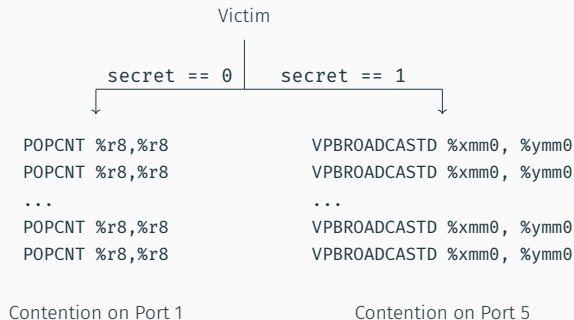 Victim
secret == 0 secret == 1
POPCNT %r8,%r8 VPBROADCASTD %xmm0, %ymm0
POPCNT %r8,%r8 VPBROADCASTD %xmm0, %ymm0
... ...
POPCNT %r8,%r8 VPBROADCASTD %xmm0, %ymm0
POPCNT %r8,%r8 VPBROADCASTD %xmm0, %ymm0
Contention on Port 1 Contention on Port 5